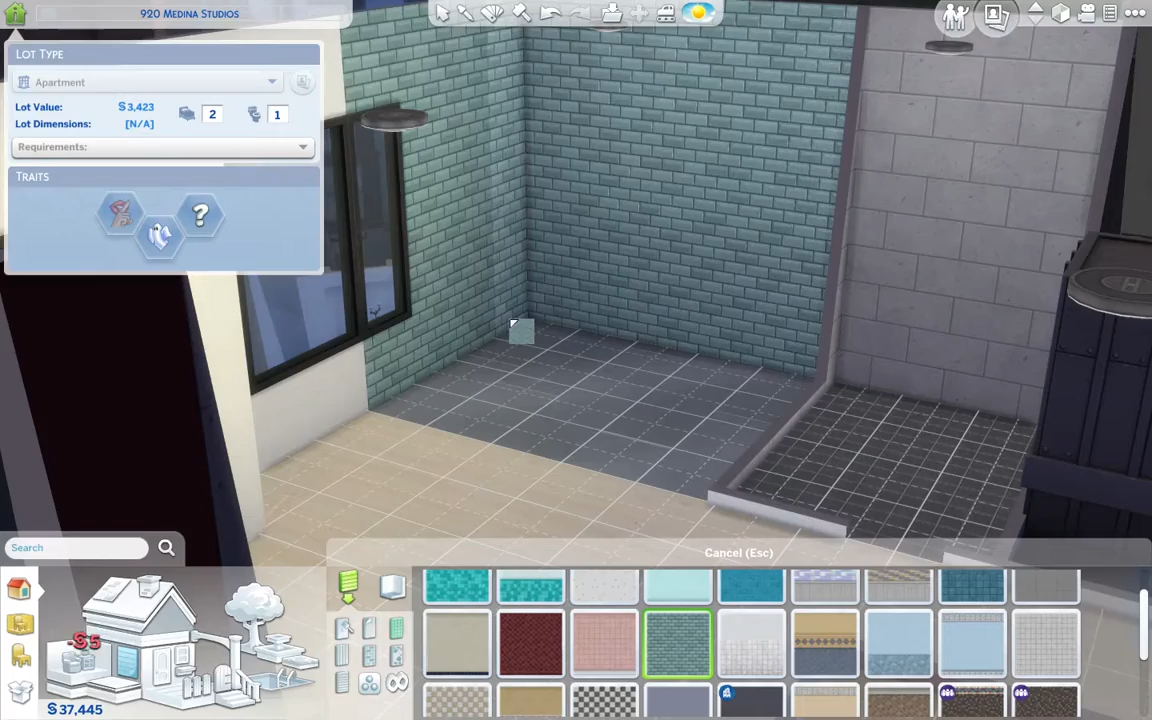 920 Medina Studios
Lot Type
Apartment
Lot Value: §3,423 2 1
Lot Dimensions: [N/A]
Requirements:
Traits
?
H
Cancel (Esc)
Search
-§5
§37,445